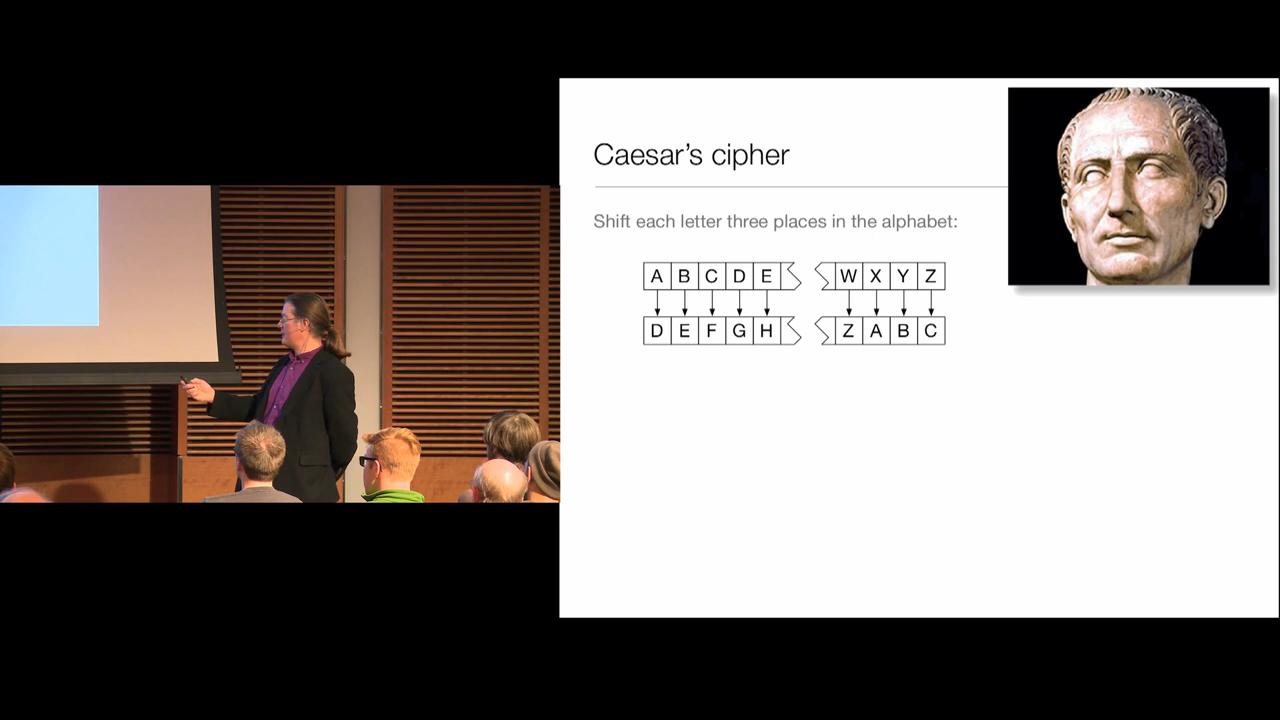 Caesar’s cipher
Shift each letter three places in the alphabet:
A B C D E W X Y Z
D E F G H Z A B C